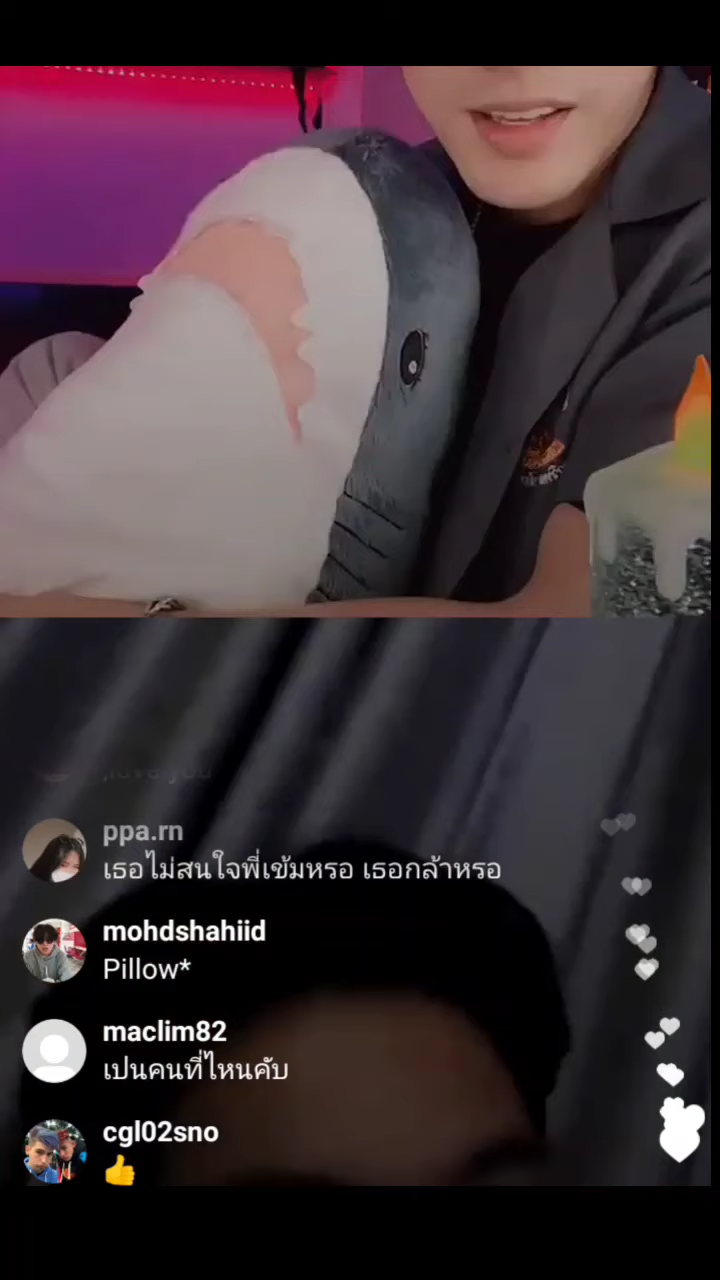 love you
ppa.rn
เธอไม่สนใจพี่เข้มหรอ เธอกล้าหรอ
mohdshahiid
Pillow*
maclim82
เปนคนที่ไหนคับ
cgl02sno
👍